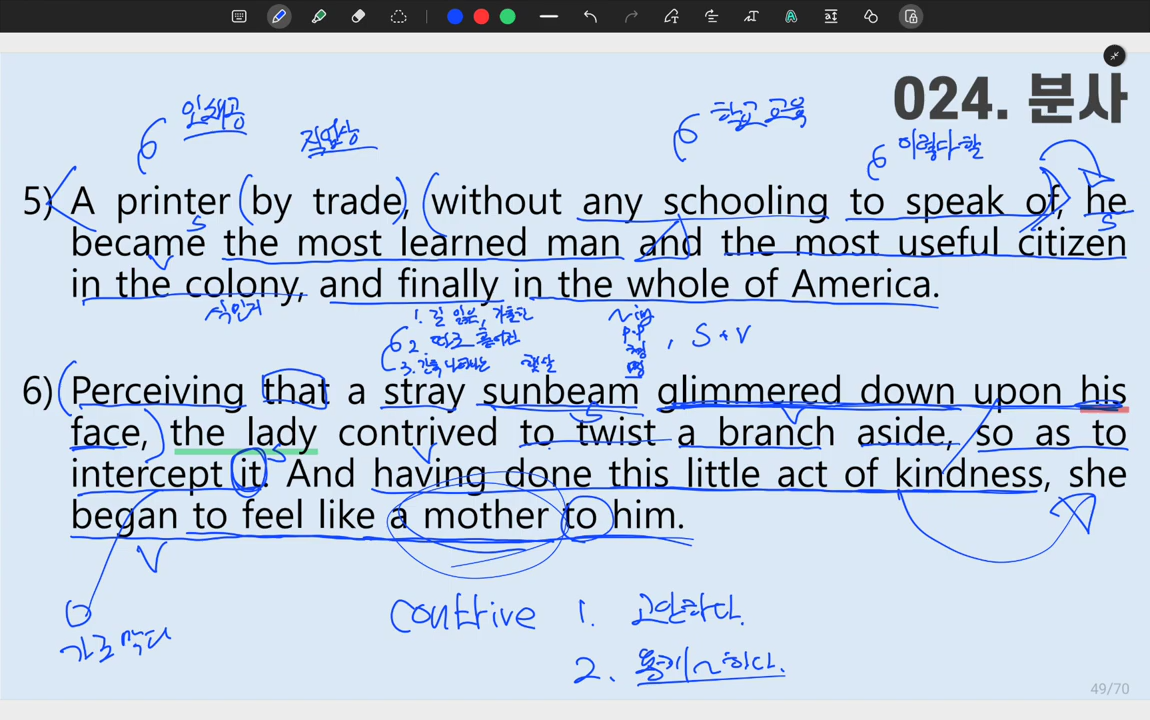 024. 분사
인쇄공
직업상
학교 교육
이렇다 할
5) A printer by trade, without any schooling to speak of, he
S
S
became the most learned man and the most useful citizen
V
in the colony, and finally in the whole of America.
식민지
1. 길 잃은, 가출한
2. 따로 흩어진
3. 간혹 나타나는 햇살
~ing
p.p
형
명
, S + V
6) Perceiving that a stray sunbeam glimmered down upon his
S
V
face, the lady contrived to twist a branch aside, so as to
S
V
intercept it. And having done this little act of kindness, she
began to feel like a mother to him.
V
가로막다
contrive 1. 고안하다.
2. 용케 ~하다.
49/70